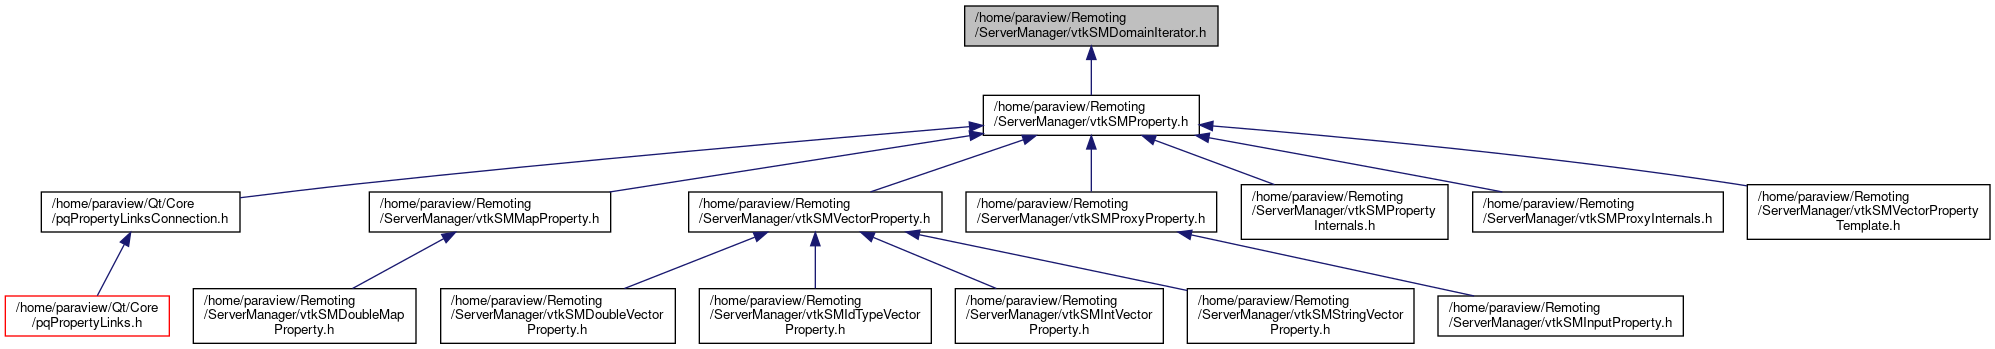 /home/paraview/Remoting
/ServerManager/vtkSMDomainIterator.h
/home/paraview/Remoting
/ServerManager/vtkSMProperty.h
/home/paraview/Qt/Core
/pqPropertyLinksConnection.h
/home/paraview/Remoting
/ServerManager/vtkSMMapProperty.h
/home/paraview/Remoting
/ServerManager/vtkSMVectorProperty.h
/home/paraview/Remoting
/ServerManager/vtkSMProxyProperty.h
/home/paraview/Remoting
/ServerManager/vtkSMProperty
Internals.h
/home/paraview/Remoting
/ServerManager/vtkSMProxyInternals.h
/home/paraview/Remoting
/ServerManager/vtkSMVectorProperty
Template.h
/home/paraview/Qt/Core
/pqPropertyLinks.h
/home/paraview/Remoting
/ServerManager/vtkSMDoubleMap
Property.h
/home/paraview/Remoting
/ServerManager/vtkSMDoubleVector
Property.h
/home/paraview/Remoting
/ServerManager/vtkSMIdTypeVector
Property.h
/home/paraview/Remoting
/ServerManager/vtkSMIntVector
Property.h
/home/paraview/Remoting
/ServerManager/vtkSMStringVector
Property.h
/home/paraview/Remoting
/ServerManager/vtkSMInputProperty.h